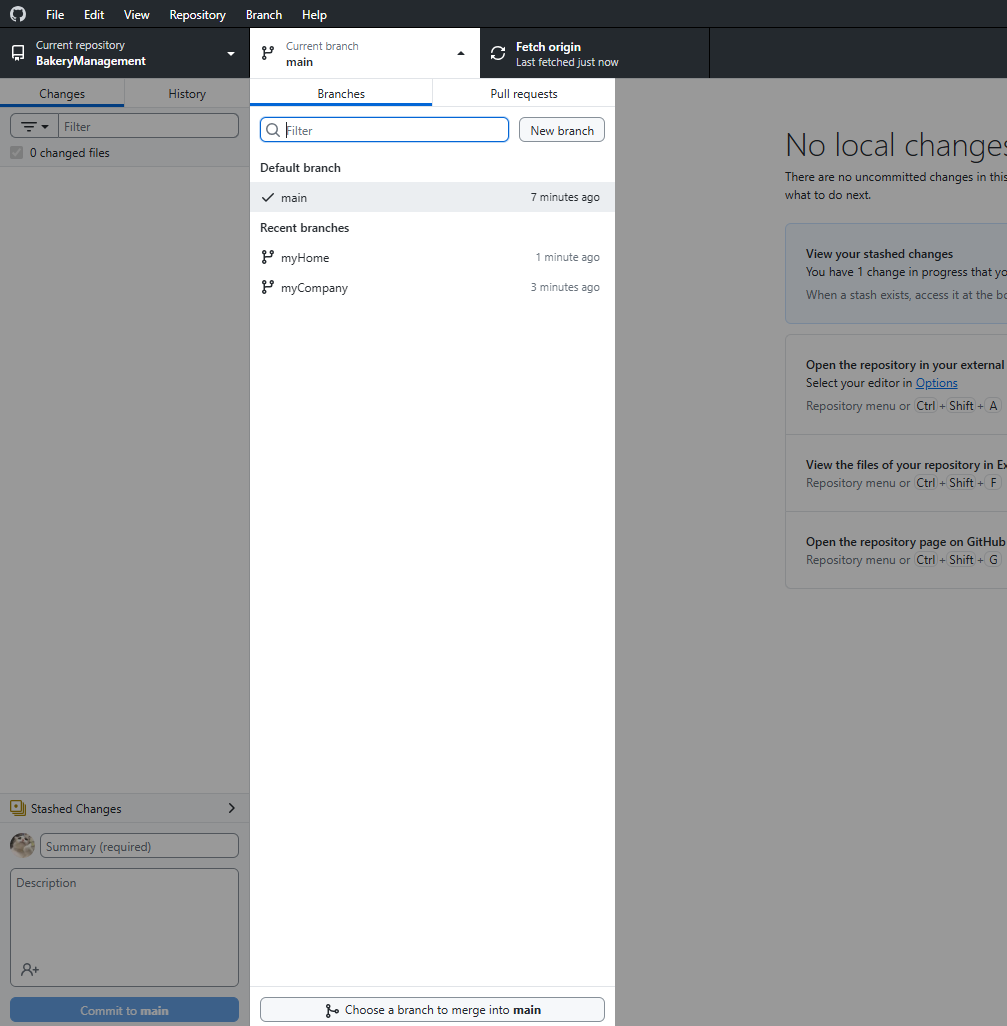 File Edit View Repository Branch Help
Current repository
BakeryManagement
Current branch
main
Fetch origin
Last fetched just now
Changes History
Filter
0 changed files
Branches Pull requests
Filter
New branch
Default branch
main 7 minutes ago
Recent branches
myHome 1 minute ago
myCompany 3 minutes ago
No local changes
There are no uncommitted changes in this
what to do next.
View your stashed changes
You have 1 change in progress that yo
When a stash exists, access it at the bo
Open the repository in your external
Select your editor in Options
Repository menu or Ctrl + Shift + A
View the files of your repository in Ex
Repository menu or Ctrl + Shift + F
Open the repository page on GitHub
Repository menu or Ctrl + Shift + G
Stashed Changes
Summary (required)
Description
Commit to main
Choose a branch to merge into main